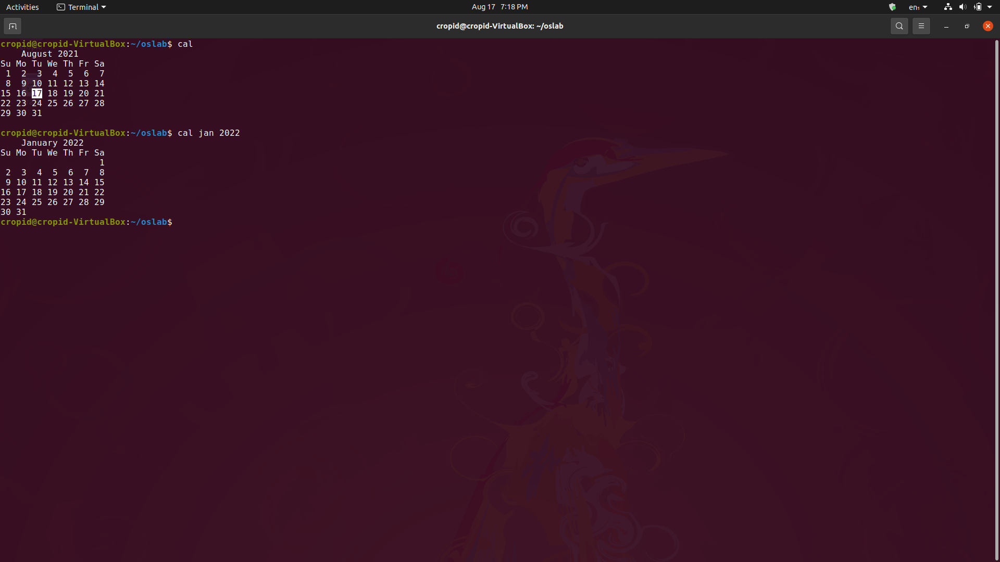 Activities Terminal Aug 17 7:18 PM en₁
cropid@cropid-VirtualBox: ~/oslab
cropid@cropid-VirtualBox:~/oslab$ cal
    August 2021
Su Mo Tu We Th Fr Sa
 1  2  3  4  5  6  7
 8  9 10 11 12 13 14
15 16 17 18 19 20 21
22 23 24 25 26 27 28
29 30 31
cropid@cropid-VirtualBox:~/oslab$ cal jan 2022
    January 2022
Su Mo Tu We Th Fr Sa
                   1
 2  3  4  5  6  7  8
 9 10 11 12 13 14 15
16 17 18 19 20 21 22
23 24 25 26 27 28 29
30 31
cropid@cropid-VirtualBox:~/oslab$